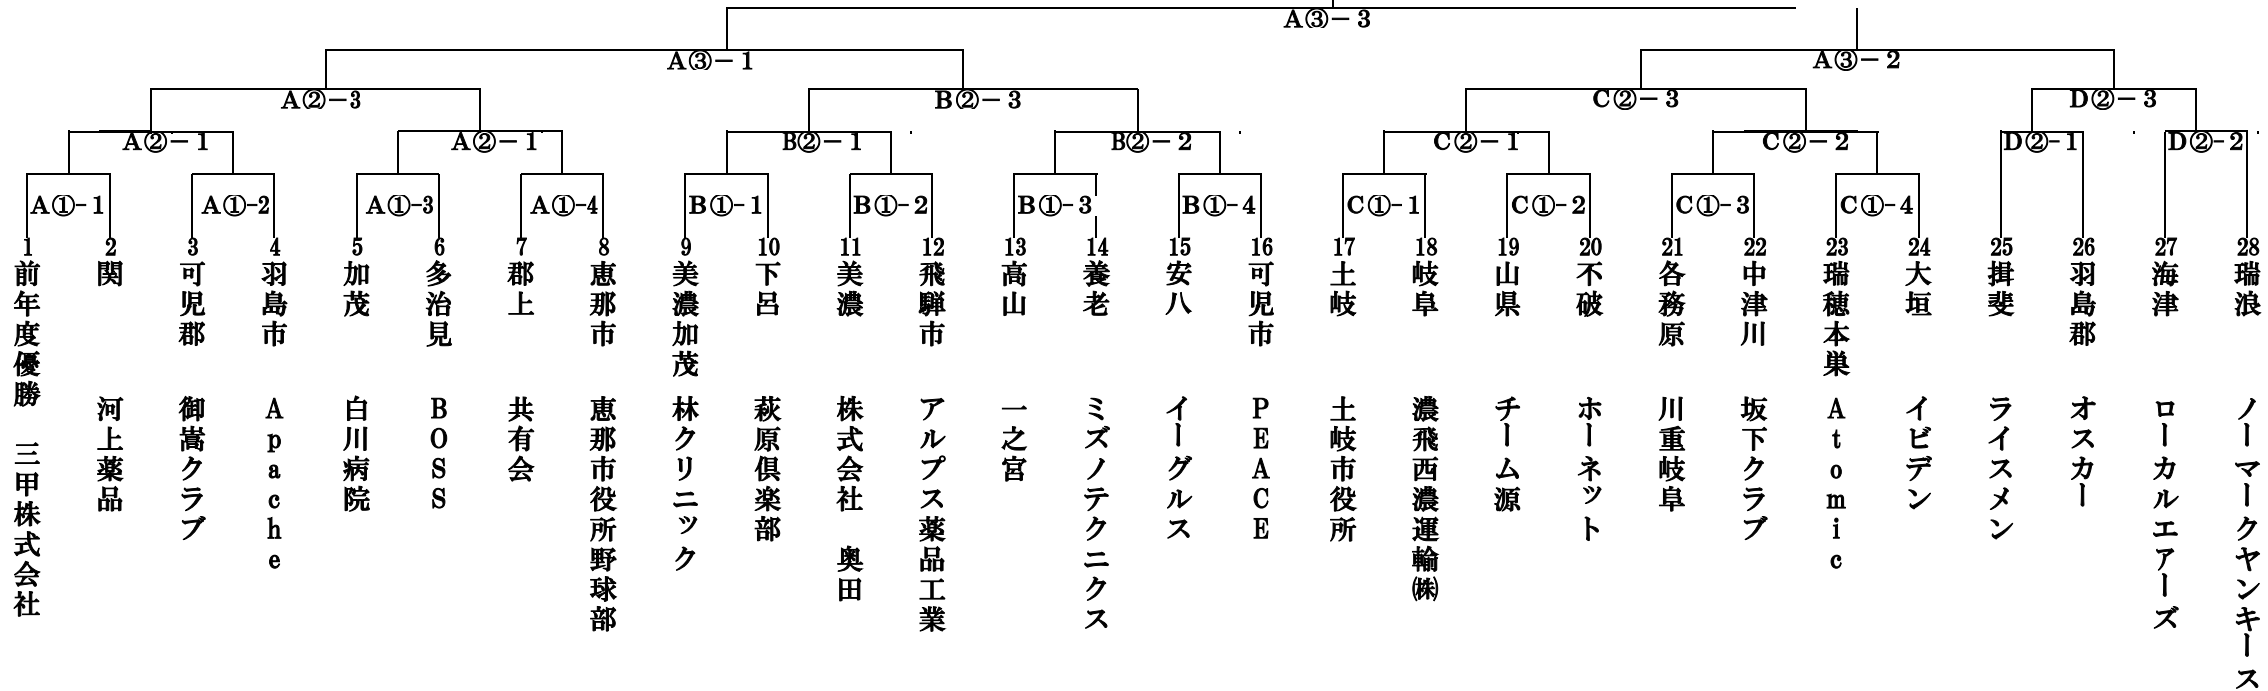 A③－3
A③－1
A③－2
A②－3
B②－3
C②－3
D②－3
A②－1
A②－1
B②－1
B②－2
C②－1
C②－2
D②-1
D②-2
A①-1
A①-2
A①-3
A①-4
B①-1
B①-2
B①-3
B①-4
C①-1
C①-2
C①-3
C①-4
1 前年度優勝 三甲株式会社
2 関 河上薬品
3 可児郡 御嵩クラブ
4 羽島市 Apache
5 加茂 白川病院
6 多治見 BOSS
7 郡上 共有会
8 恵那市 恵那市役所野球部
9 美濃加茂 林クリニック
10 下呂 萩原倶楽部
11 美濃 株式会社 奥田
12 飛騨市 アルプス薬品工業
13 高山 一之宮
14 養老 ミズノテクニクス
15 安八 イーグルス
16 可児市 PEACE
17 土岐 土岐市役所
18 岐阜 濃飛西濃運輸㈱
19 山県 チーム源
20 不破 ホーネット
21 各務原 川重岐阜
22 中津川 坂下クラブ
23 瑞穂本巣 Atomic
24 大垣 イビデン
25 揖斐 ライスメン
26 羽島郡 オスカー
27 海津 ローカルエアーズ
28 瑞浪 ノーマークヤンキース